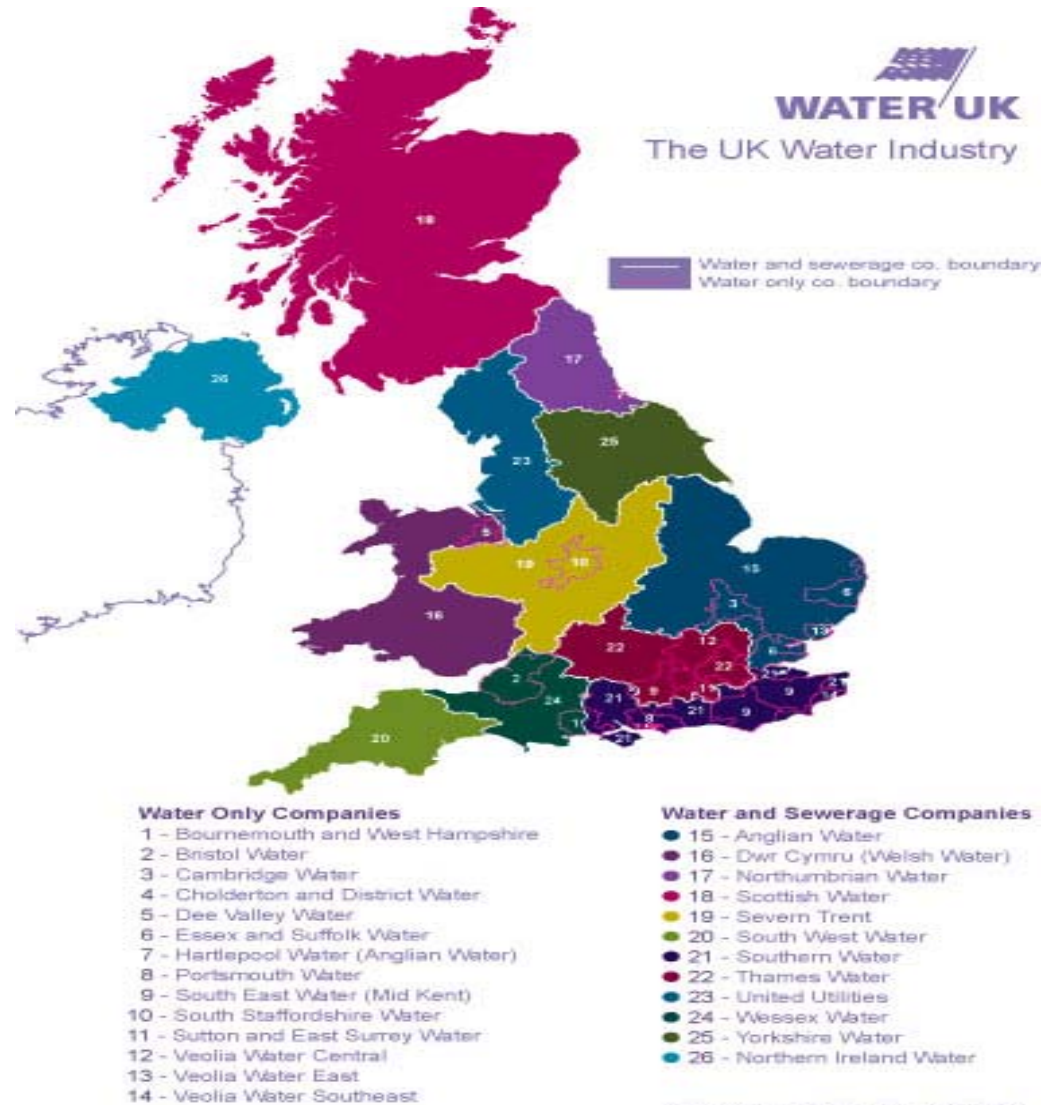 WATER UK
The UK Water Industry
Water and sewerage co. boundary
Water only co. boundary
18
17
26
25
23
5
19
10
15
3
6
16
13
12
6
22
22
2
24
9
21
21
9
9
8
1
21
20
Water Only Companies
1 - Bournemouth and West Hampshire
2 - Bristol Water
3 - Cambridge Water
4 - Cholderton and District Water
5 - Dee Valley Water
6 - Essex and Suffolk Water
7 - Hartlepool Water (Anglian Water)
8 - Portsmouth Water
9 - South East Water (Mid Kent)
10 - South Staffordshire Water
11 - Sutton and East Surrey Water
12 - Veolia Water Central
13 - Veolia Water East
14 - Veolia Water Southeast
Water and Sewerage Companies
15 - Anglian Water
16 - Dwr Cymru (Welsh Water)
17 - Northumbrian Water
18 - Scottish Water
19 - Severn Trent
20 - South West Water
21 - Southern Water
22 - Thames Water
23 - United Utilities
24 - Wessex Water
25 - Yorkshire Water
26 - Northern Ireland Water